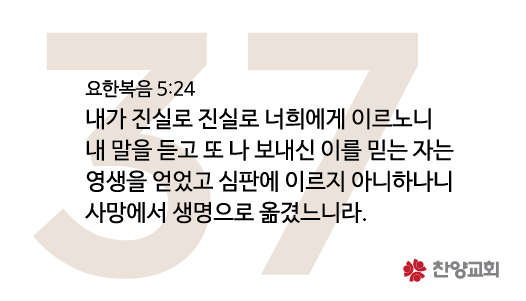 37
요한복음 5:24
내가 진실로 진실로 너희에게 이르노니
내 말을 듣고 또 나 보내신 이를 믿는 자는
영생을 얻었고 심판에 이르지 아니하나니
사망에서 생명으로 옮겼느니라.
찬양교회